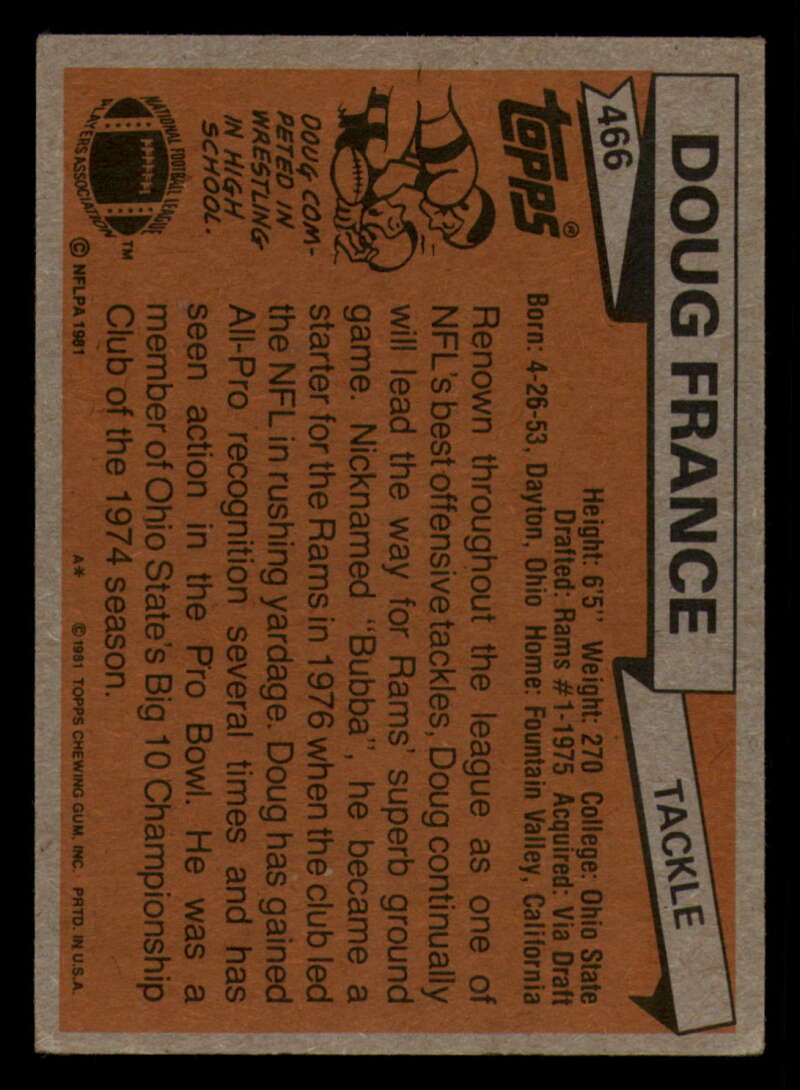 466
DOUG FRANCE
TACKLE
topps®
Height: 6'5" Weight: 270 College: Ohio State
Drafted: Rams #1-1975 Acquired: Via Draft
Born: 4-26-53, Dayton, Ohio Home: Fountain Valley, California
Renown throughout the league as one of
NFL's best offensive tackles, Doug continually
will lead the way for Rams' superb ground
game. Nicknamed "Bubba", he became a
starter for the Rams in 1976 when the club led
the NFL in rushing yardage. Doug has gained
All-Pro recognition several times and has
seen action in the Pro Bowl. He was a
member of Ohio State's Big 10 Championship
Club of the 1974 season.
DOUG COM-
PETED IN
WRESTLING
IN HIGH
SCHOOL.
NATIONAL FOOTBALL LEAGUE
PLAYERS ASSOCIATION
™
© NFLPA 1981
A* © 1981 TOPPS CHEWING GUM, INC. PRTD. IN U.S.A.